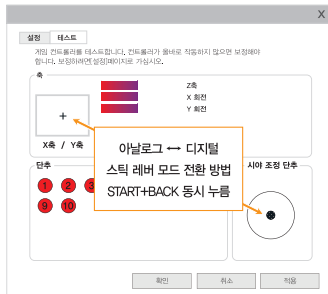 X
설정 테스트
게임 컨트롤러를 테스트합니다. 컨트롤러가 올바로 작동하지 않으면 보정해야
합니다. 보정하려면[설정]페이지로 가십시오.
축
Z축
X 회전
Y 회전
X축 / Y축
아날로그 ↔ 디지털
스틱 레버 모드 전환 방법
START+BACK 동시 누름
단추
시야 조정 단추
1 2 3
9 10
확인 취소 적용